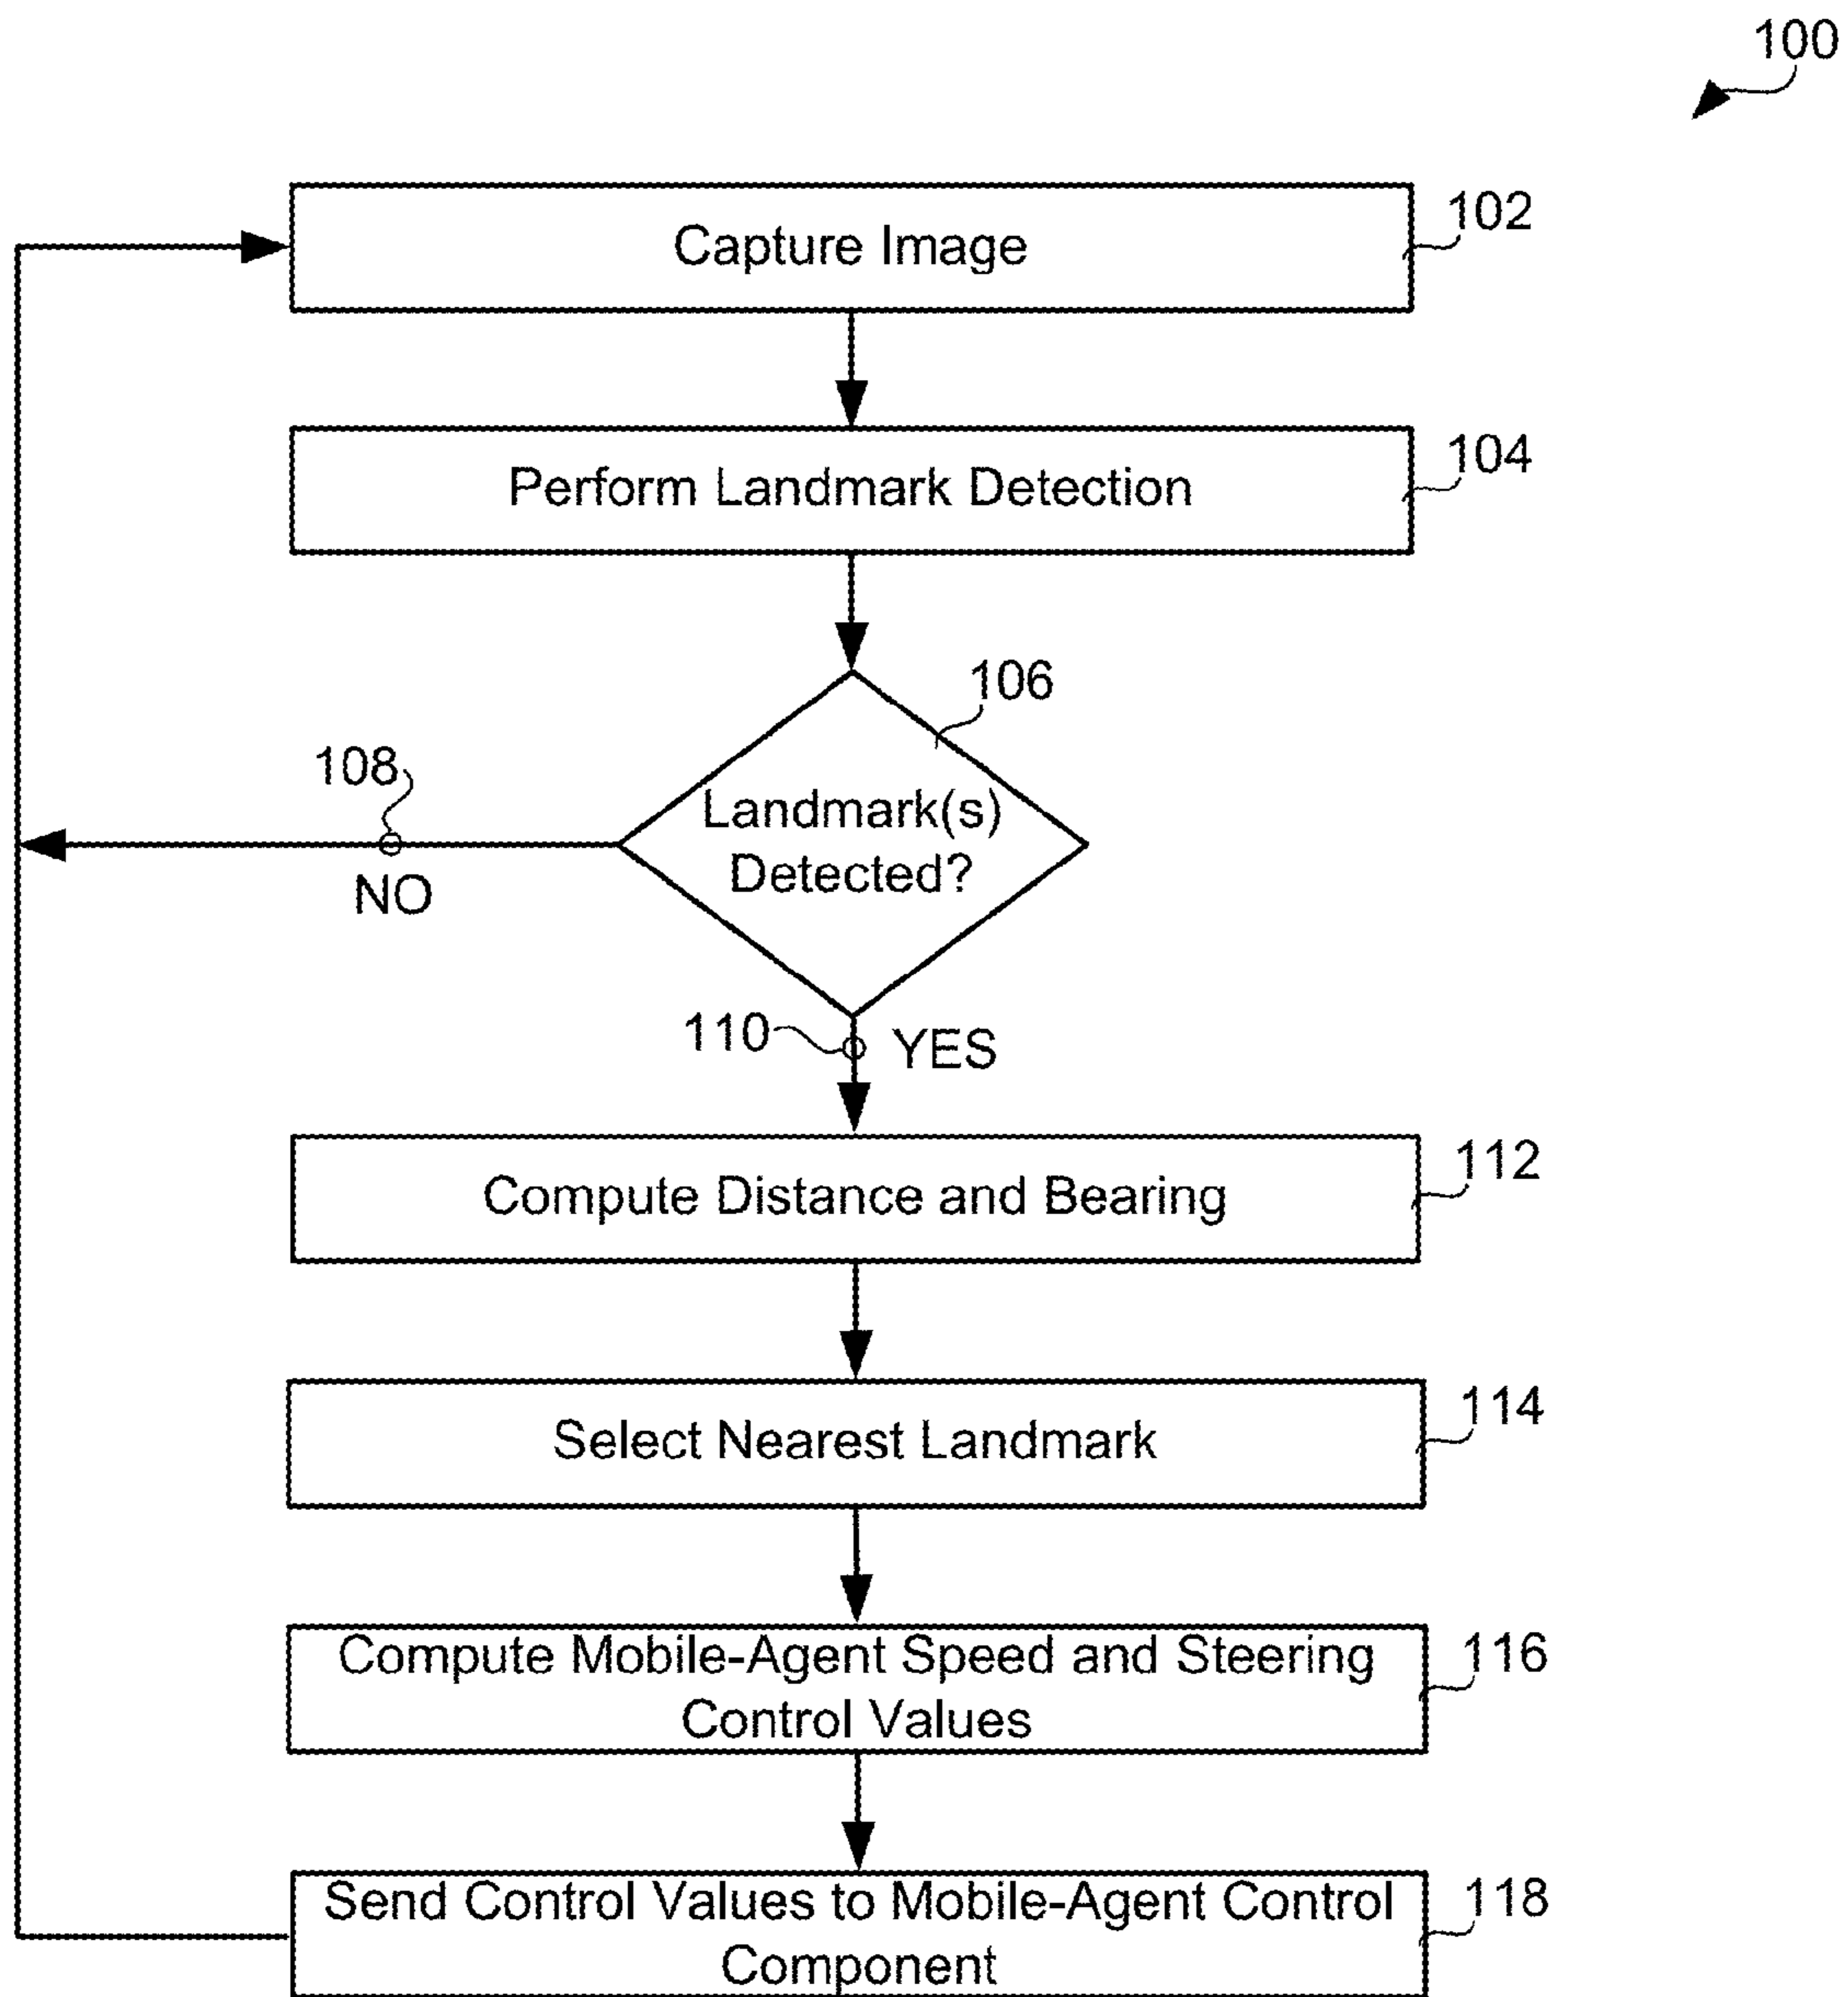 100
Capture Image
102
Perform Landmark Detection
104
106
Landmark(s)
Detected?
108
NO
110
YES
Compute Distance and Bearing
112
Select Nearest Landmark
114
Compute Mobile-Agent Speed and Steering
Control Values
116
Send Control Values to Mobile-Agent Control
Component
118